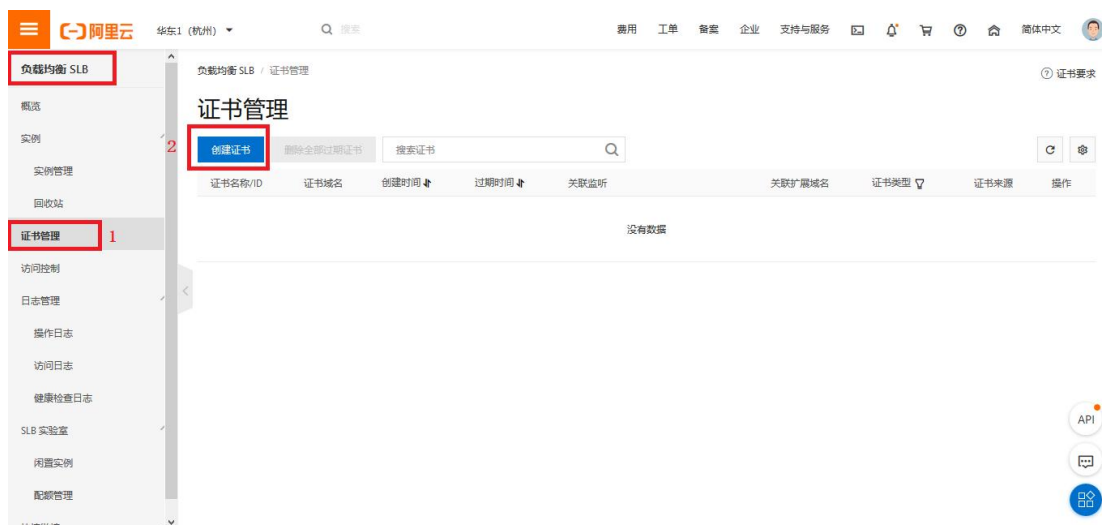 阿里云 华东1（杭州） 搜索 费用 工单 备案 企业 支持与服务 简体中文
负载均衡 SLB
负载均衡 SLB / 证书管理 证书要求
概览
证书管理
实例
2
创建证书 删除全部过期证书 搜索证书
实例管理
证书名称/ID 证书域名 创建时间 过期时间 关联监听 关联扩展域名 证书类型 证书来源 操作
回收站
没有数据
证书管理 1
访问控制
日志管理
操作日志
访问日志
健康检查日志
API
SLB 实验室
闲置实例
配额管理